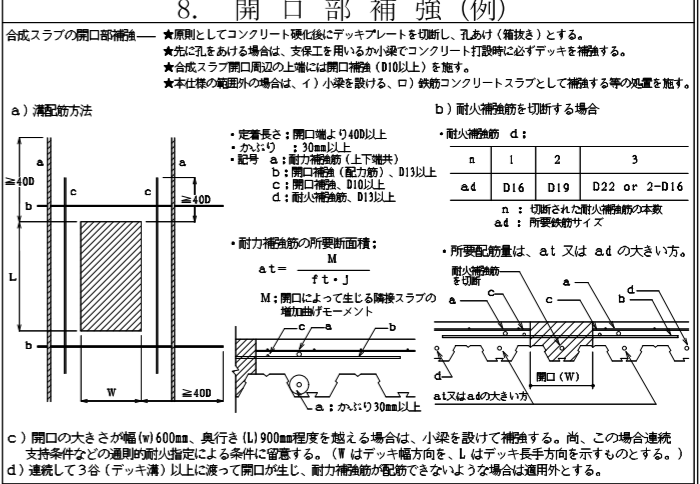 8. 開口部補強(例)
合成スラブの開口部補強― ★原則としてコンクリート硬化後にデッキプレートを切断し、孔あけ(箱抜き)とする。
★先に孔をあける場合は、支保工を用いるか小梁でコンクリート打設時に必ずデッキを補強する。
★合成スラブ開口周辺の上端には開口補強(D10以上)を施す。
★本仕様の範囲外の場合は、イ)小梁を設ける、ロ)鉄筋コンクリートスラブとして補強する等の処置を施す。
a)溝配筋方法
・定着長さ:開口端より40D以上
・かぶり :30mm以上
・記号 a:耐力補強筋(上下端共)
b:開口補強(配力筋)、D13以上
c:開口補強、D10以上
d:耐火補強筋、D13以上
a
a
≧40D
c
c
≧40D
b
L
b
W
≧40D
・耐力補強筋の所要断面積:
at= M
ft・J
M:開口によって生じる隣接スラブの
増加曲げモーメント
c
a
b
a:かぶり30mm以上
b)耐火補強筋を切断する場合
・耐火補強筋 d:
n 1 2 3
ad D16 D19 D22 or 2-D16
n : 切断された耐火補強筋の本数
ad : 所要鉄筋サイズ
・所要配筋量は、at 又は ad の大きい方。
耐火補強筋
を切断
a
c
c
a
d
b
d
開口(W)
at又はadの大きい方
c)開口の大きさが幅(w)600mm、奥行き(L)900mm程度を越える場合は、小梁を設けて補強する。尚、この場合連続
支持条件などの通則的耐火指定による条件に留意する。(W はデッキ幅方向を、L はデッキ長手方向を示すものとする。)
d)連続して3谷(デッキ溝)以上に渡って開口が生じ、耐力補強筋が配筋できないような場合は適用外とする。